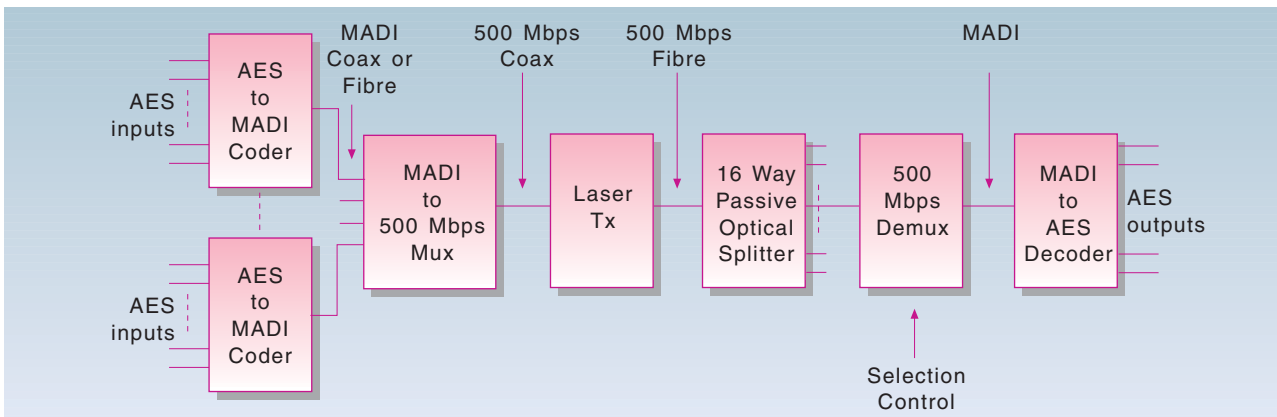 AES
to
MADI
Coder
AES
inputs
AES
to
MADI
Coder
AES
inputs
MADI
Coax or
Fibre
MADI
to
500 Mbps
Mux
500 Mbps
Coax
Laser
Tx
500 Mbps
Fibre
16 Way
Passive
Optical
Splitter
500
Mbps
Demux
Selection
Control
MADI
MADI
to
AES
Decoder
AES
outputs